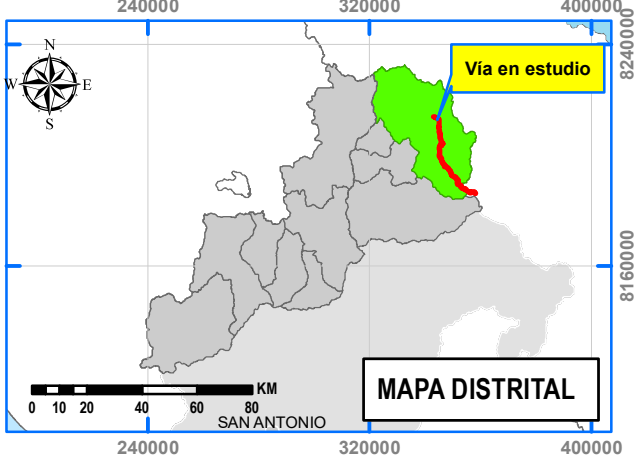 240000 320000 400000
N
W E
S
Vía en estudio
8240000
8160000
KM
0 10 20 40 60 80
SAN ANTONIO
MAPA DISTRITAL
240000 320000 400000